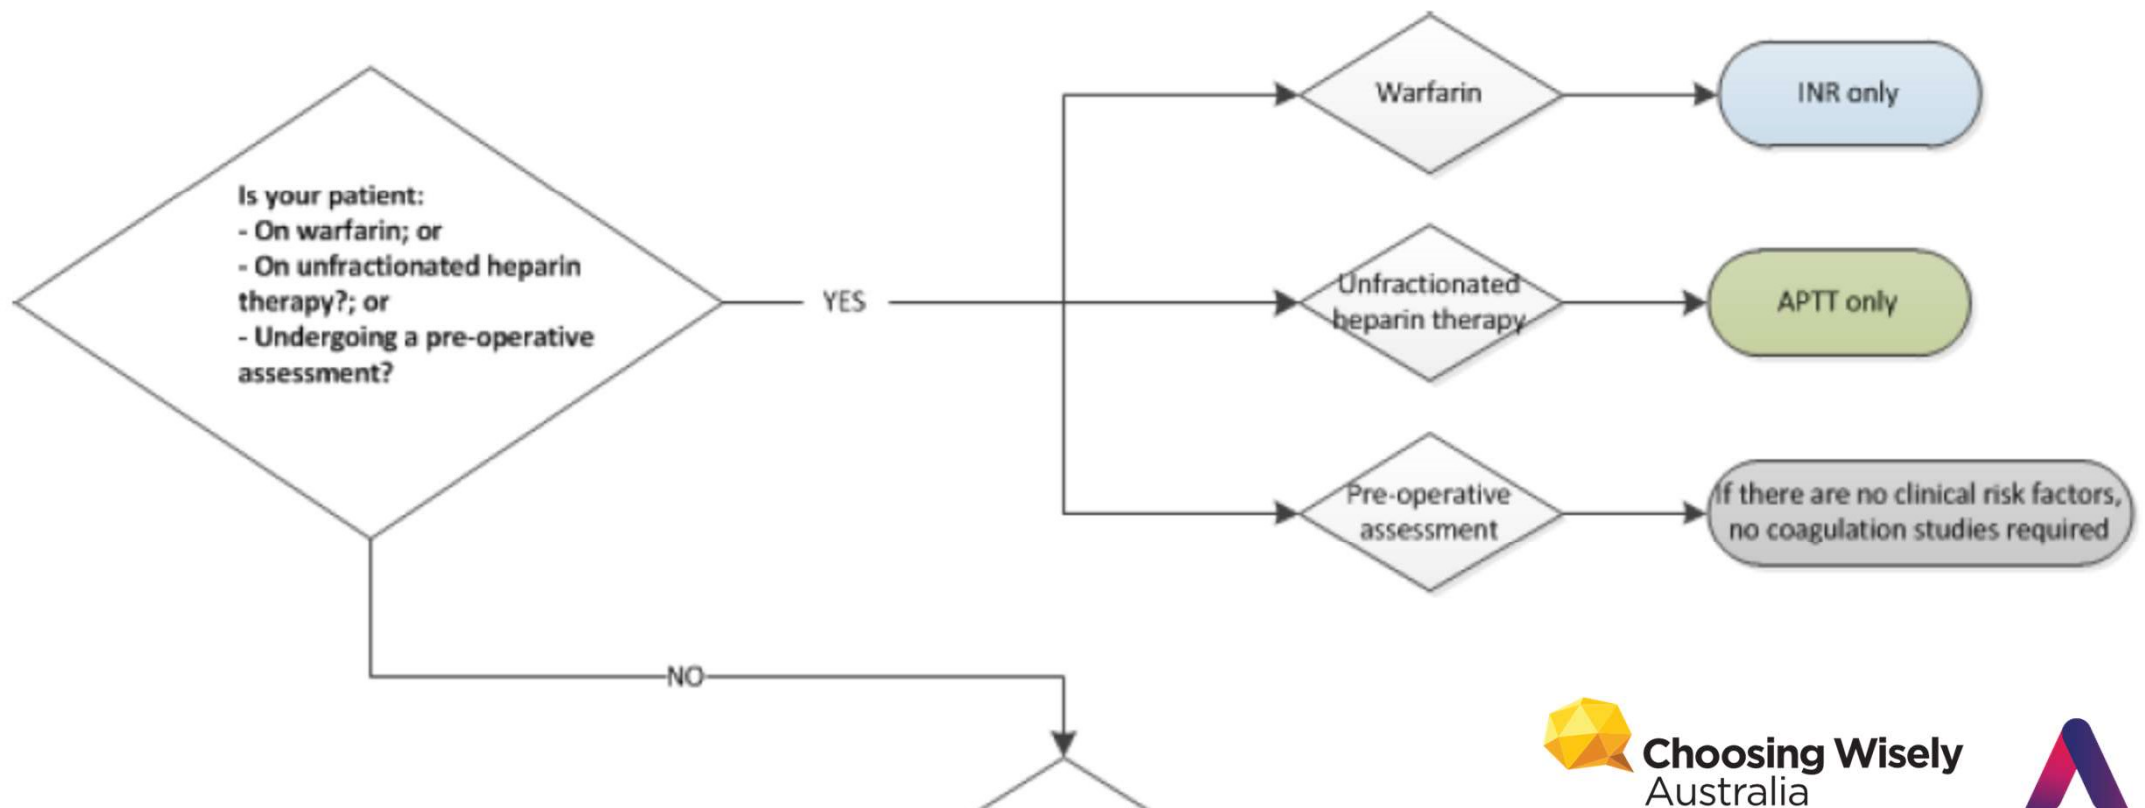 Is your patient:
- On warfarin; or
- On unfractionated heparin
therapy?; or
- Undergoing a pre-operative
assessment?
YES
Warfarin
INR only
Unfractionated
heparin therapy
APTT only
Pre-operative
assessment
If there are no clinical risk factors,
no coagulation studies required
NO
Choosing Wisely
Australia